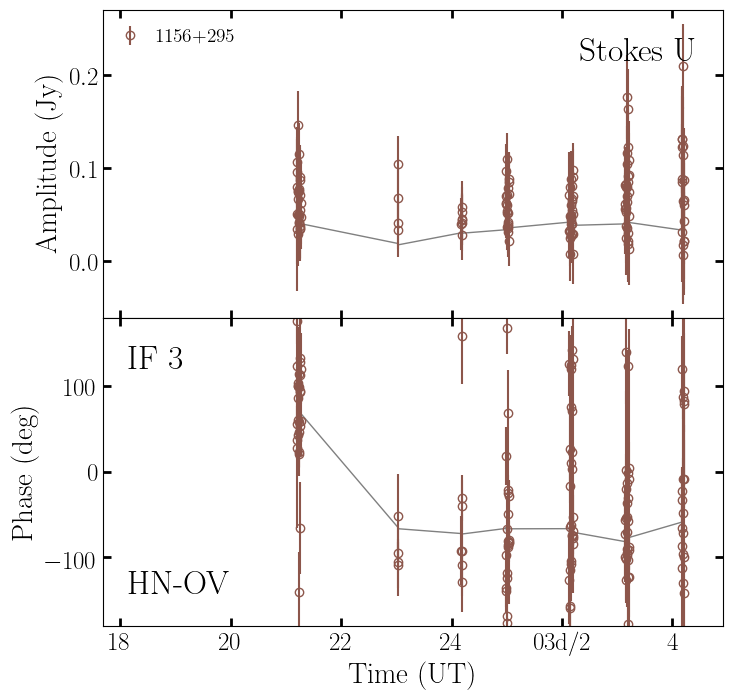 1156+295
Stokes U
Amplitude (Jy)
0.2
0.1
0.0
IF 3
HN-OV
Phase (deg)
100
0
−100
18 20 22 24 03d/2 4
Time (UT)